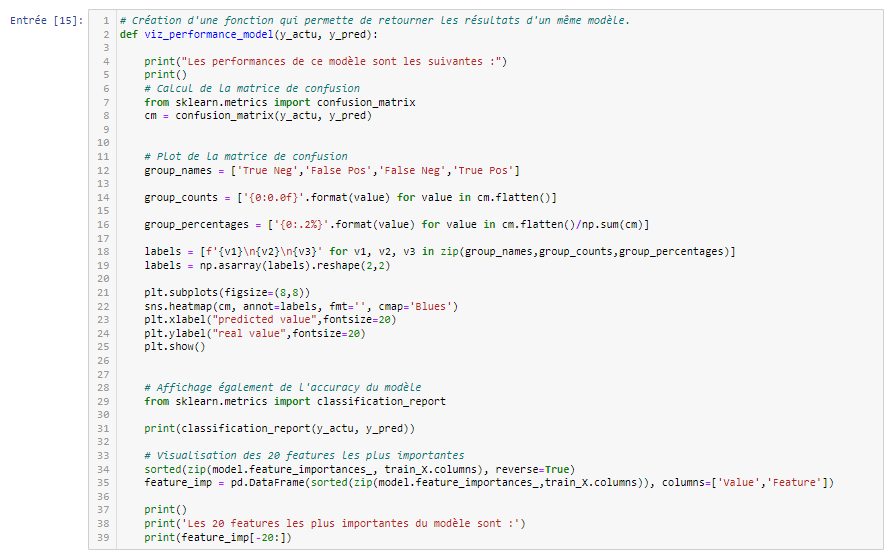 Entrée [15]:
1 # Création d'une fonction qui permette de retourner les résultats d'un même modèle.
2 def viz_performance_model(y_actu, y_pred):
3
4     print("Les performances de ce modèle sont les suivantes :")
5     print()
6     # Calcul de la matrice de confusion
7     from sklearn.metrics import confusion_matrix
8     cm = confusion_matrix(y_actu, y_pred)
9
10
11     # Plot de la matrice de confusion
12     group_names = ['True Neg','False Pos','False Neg','True Pos']
13
14     group_counts = ['{0:0.0f}'.format(value) for value in cm.flatten()]
15
16     group_percentages = ['{0:.2%}'.format(value) for value in cm.flatten()/np.sum(cm)]
17
18     labels = [f'{v1}\n{v2}\n{v3}' for v1, v2, v3 in zip(group_names,group_counts,group_percentages)]
19     labels = np.asarray(labels).reshape(2,2)
20
21     plt.subplots(figsize=(8,8))
22     sns.heatmap(cm, annot=labels, fmt='', cmap='Blues')
23     plt.xlabel("predicted value",fontsize=20)
24     plt.ylabel("real value",fontsize=20)
25     plt.show()
26
27
28     # Affichage également de l'accuracy du modèle
29     from sklearn.metrics import classification_report
30
31     print(classification_report(y_actu, y_pred))
32
33     # Visualisation des 20 features les plus importantes
34     sorted(zip(model.feature_importances_, train_X.columns), reverse=True)
35     feature_imp = pd.DataFrame(sorted(zip(model.feature_importances_,train_X.columns)), columns=['Value','Feature'])
36
37     print()
38     print('Les 20 features les plus importantes du modèle sont :')
39     print(feature_imp[-20:])